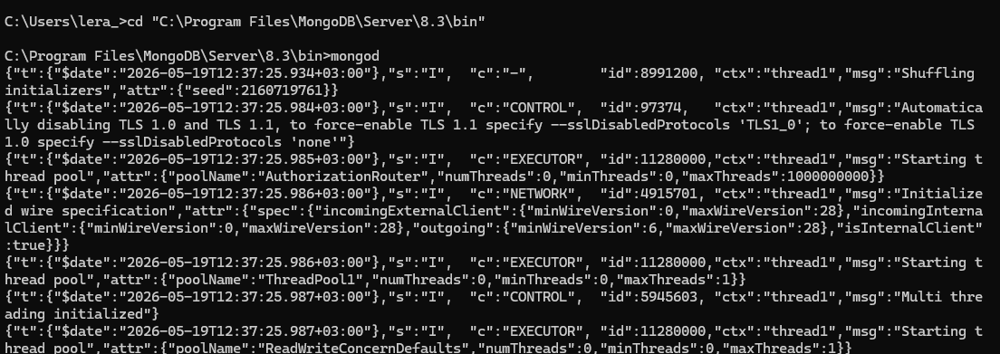 C:\Users\lera_>cd "C:\Program Files\MongoDB\Server\8.3\bin"
C:\Program Files\MongoDB\Server\8.3\bin>mongod
{"t":{"$date":"2026-05-19T12:37:25.934+03:00"},"s":"I",  "c":"-",        "id":8991200, "ctx":"thread1","msg":"Shuffling
initializers","attr":{"seed":2160719761}}
{"t":{"$date":"2026-05-19T12:37:25.984+03:00"},"s":"I",  "c":"CONTROL",  "id":97374,   "ctx":"thread1","msg":"Automatica
lly disabling TLS 1.0 and TLS 1.1, to force-enable TLS 1.1 specify --sslDisabledProtocols 'TLS1_0'; to force-enable TLS
1.0 specify --sslDisabledProtocols 'none'"}
{"t":{"$date":"2026-05-19T12:37:25.985+03:00"},"s":"I",  "c":"EXECUTOR", "id":11280000,"ctx":"thread1","msg":"Starting t
hread pool","attr":{"poolName":"AuthorizationRouter","numThreads":0,"minThreads":0,"maxThreads":1000000000}}
{"t":{"$date":"2026-05-19T12:37:25.986+03:00"},"s":"I",  "c":"NETWORK",  "id":4915701, "ctx":"thread1","msg":"Initialize
d wire specification","attr":{"spec":{"incomingExternalClient":{"minWireVersion":0,"maxWireVersion":28},"incomingInterna
lClient":{"minWireVersion":0,"maxWireVersion":28},"outgoing":{"minWireVersion":6,"maxWireVersion":28},"isInternalClient"
:true}}}
{"t":{"$date":"2026-05-19T12:37:25.986+03:00"},"s":"I",  "c":"EXECUTOR", "id":11280000,"ctx":"thread1","msg":"Starting t
hread pool","attr":{"poolName":"ThreadPool1","numThreads":0,"minThreads":0,"maxThreads":1}}
{"t":{"$date":"2026-05-19T12:37:25.987+03:00"},"s":"I",  "c":"CONTROL",  "id":5945603, "ctx":"thread1","msg":"Multi thre
ading initialized"}
{"t":{"$date":"2026-05-19T12:37:25.987+03:00"},"s":"I",  "c":"EXECUTOR", "id":11280000,"ctx":"thread1","msg":"Starting t
hread pool","attr":{"poolName":"ReadWriteConcernDefaults","numThreads":0,"minThreads":0,"maxThreads":1}}